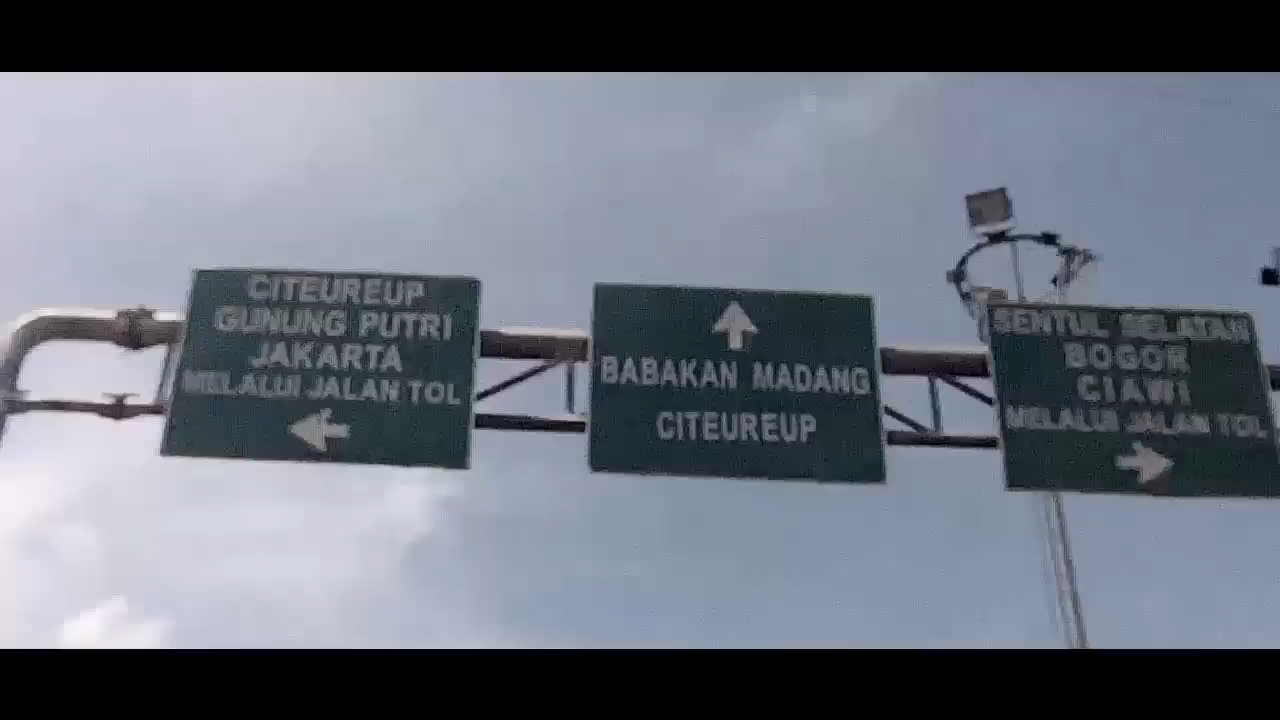 CITEUREUP
GUNUNG PUTRI
JAKARTA
MELALUI JALAN TOL
BABAKAN MADANG
CITEUREUP
SENTUL SELATAN
BOGOR
CIAWI
MELALUI JALAN TOL